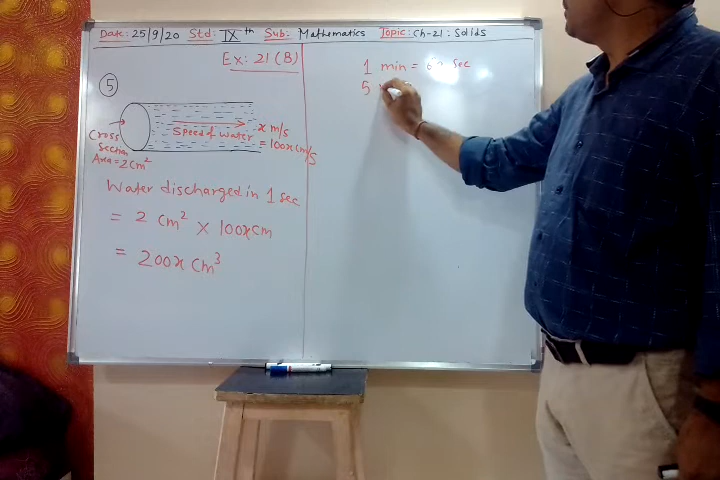 Date: 25/9/20 Std: IXth Sub: Mathematics Topic: Ch-21: Solids
Ex: 21 (B)
5
Speed of water
x m/s
= 100x cm/s
Cross
Section
Area = 2cm²
Water discharged in 1 sec
= 2 cm² × 100x cm
= 200x cm³
1 min = 60 sec
5